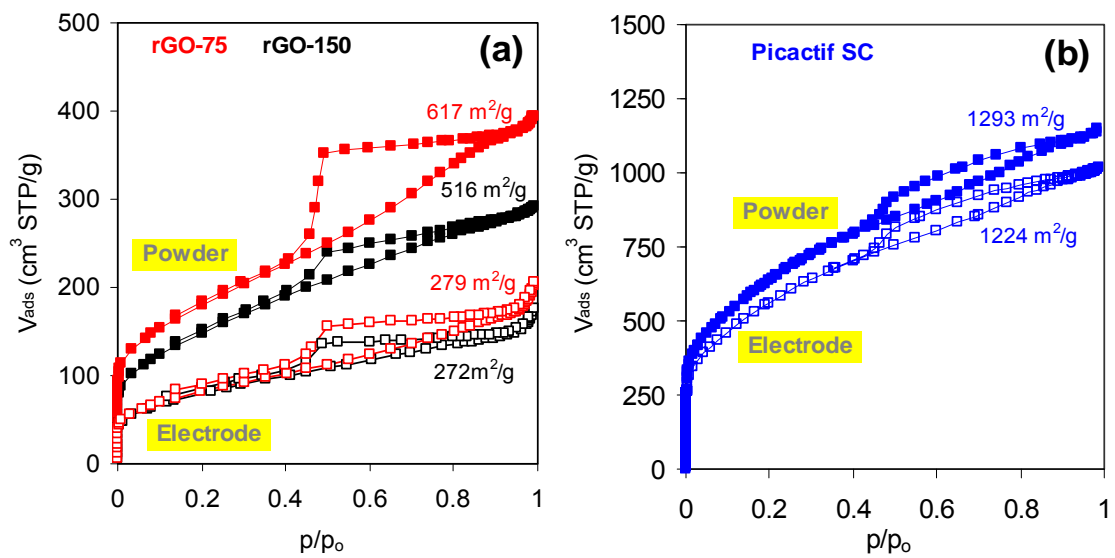 rGO-75 rGO-150 (a)
500
400
300
200
100
0
617 m²/g
516 m²/g
Powder
279 m²/g
272m²/g
Electrode
0 0.2 0.4 0.6 0.8 1
p/pₒ
Vads (cm³ STP/g)
Picactif SC (b)
1500
1250
1000
750
500
250
0
1293 m²/g
Powder
1224 m²/g
Electrode
0 0.2 0.4 0.6 0.8 1
p/pₒ
Vads (cm³ STP/g)